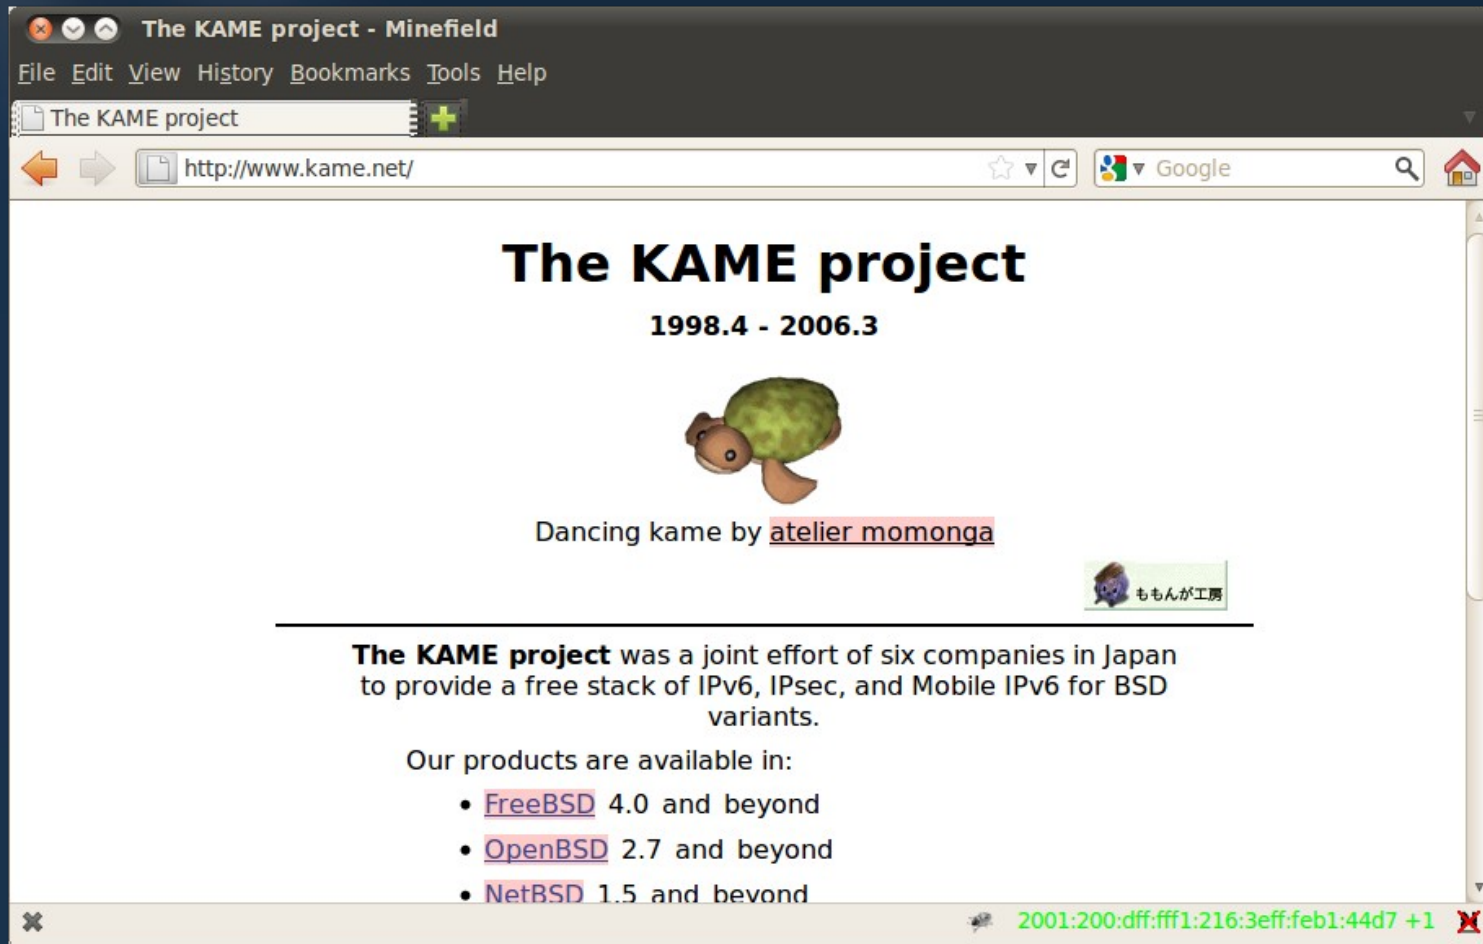 The KAME project - Minefield
File Edit View History Bookmarks Tools Help
The KAME project
http://www.kame.net/
Google
The KAME project
1998.4 - 2006.3
Dancing kame by atelier momonga
ももんが工房
The KAME project was a joint effort of six companies in Japan
to provide a free stack of IPv6, IPsec, and Mobile IPv6 for BSD
variants.
Our products are available in:
• FreeBSD 4.0 and beyond
• OpenBSD 2.7 and beyond
• NetBSD 1.5 and beyond
2001:200:dff:fff1:216:3eff:feb1:44d7 +1